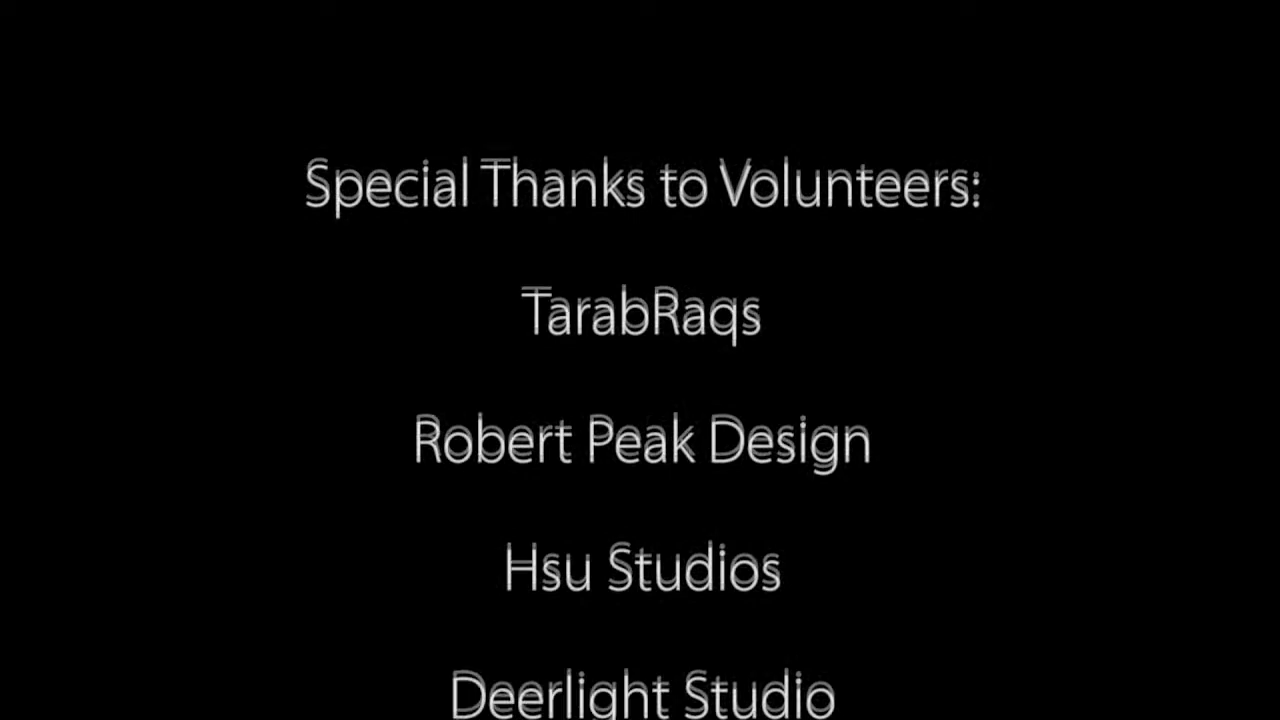 Special Thanks to Volunteers:
TarabRaqs
Robert Peak Design
Hsu Studios
Deerlight Studio